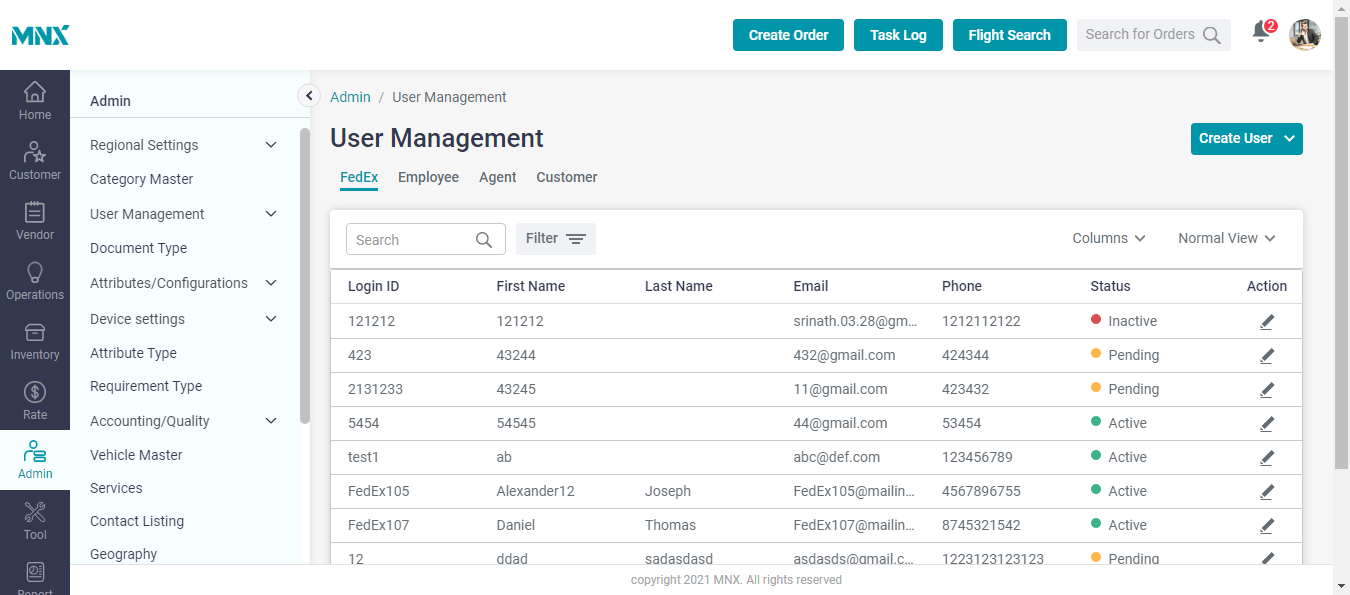 MNX
Create Order
Task Log
Flight Search
Search for Orders
2
Home
Customer
Vendor
Operations
Inventory
Rate
Admin
Tool
Report
Admin
Regional Settings
Category Master
User Management
Document Type
Attributes/Configurations
Device settings
Attribute Type
Requirement Type
Accounting/Quality
Vehicle Master
Services
Contact Listing
Geography
Admin / User Management
User Management
Create User
FedEx Employee Agent Customer
Search
Filter
Columns
Normal View
Login ID First Name Last Name Email Phone Status Action
121212 121212 srinath.03.28@gm... 1212112122 Inactive
423 43244 432@gmail.com 424344 Pending
2131233 43245 11@gmail.com 423432 Pending
5454 54545 44@gmail.com 53454 Active
test1 ab abc@def.com 123456789 Active
FedEx105 Alexander12 Joseph FedEx105@mailin... 4567896755 Active
FedEx107 Daniel Thomas FedEx107@mailin... 8745321542 Active
12 ddad sadasdasd asdasds@gmail.c... 1223123123123 Pending
copyright 2021 MNX. All rights reserved